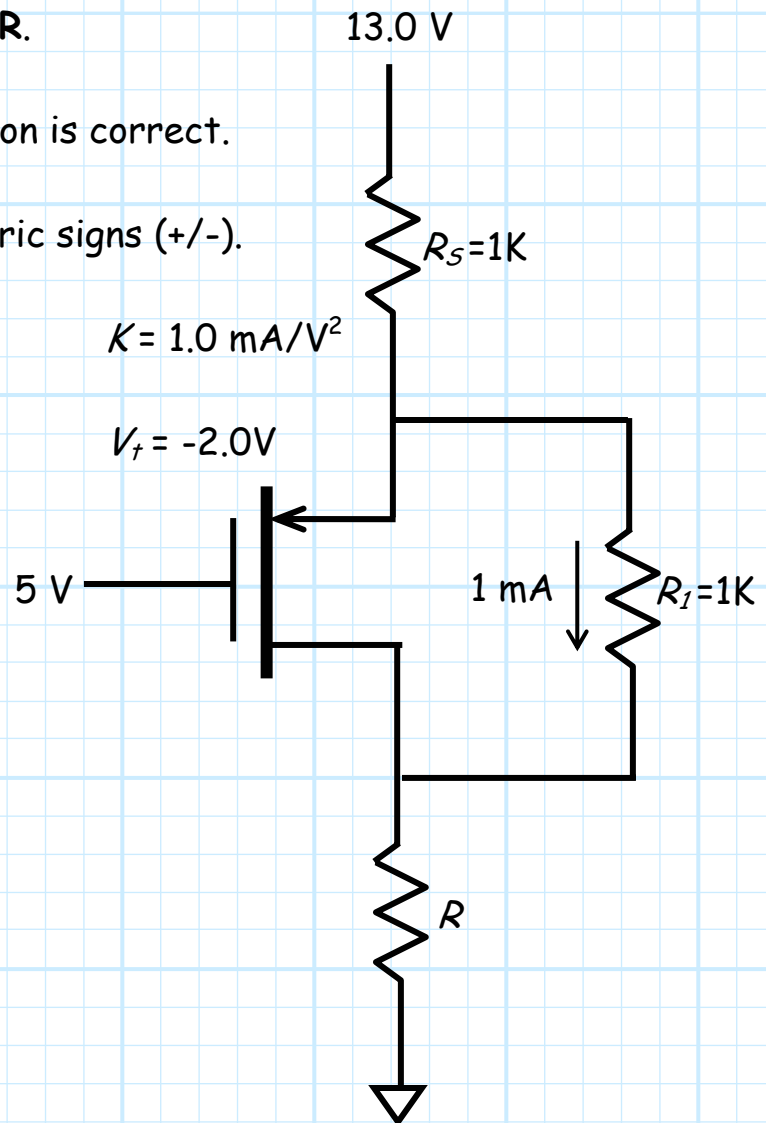 R.
13.0 V
on is correct.
ric signs (+/-).
R_S=1K
K= 1.0 mA/V²
V_t = -2.0V
5 V
1 mA
R_1=1K
R